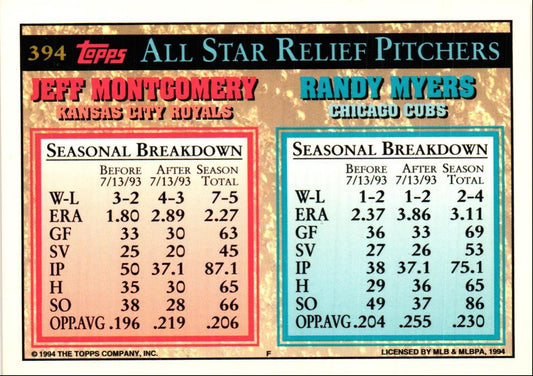 394 Topps ALL STAR RELIEF PITCHERS
JEFF MONTGOMERY
KANSAS CITY ROYALS
SEASONAL BREAKDOWN
BEFORE AFTER SEASON
7/13/93 7/13/93 TOTAL
W-L 3-2 4-3 7-5
ERA 1.80 2.89 2.27
GF 33 30 63
SV 25 20 45
IP 50 37.1 87.1
H 35 30 65
SO 38 28 66
OPP.AVG .196 .219 .206
RANDY MYERS
CHICAGO CUBS
SEASONAL BREAKDOWN
BEFORE AFTER SEASON
7/13/93 7/13/93 TOTAL
W-L 1-2 1-2 2-4
ERA 2.37 3.86 3.11
GF 36 33 69
SV 27 26 53
IP 38 37.1 75.1
H 29 36 65
SO 49 37 86
OPP.AVG .204 .255 .230
© 1994 THE TOPPS COMPANY, INC. F LICENSED BY MLB & MLBPA, 1994